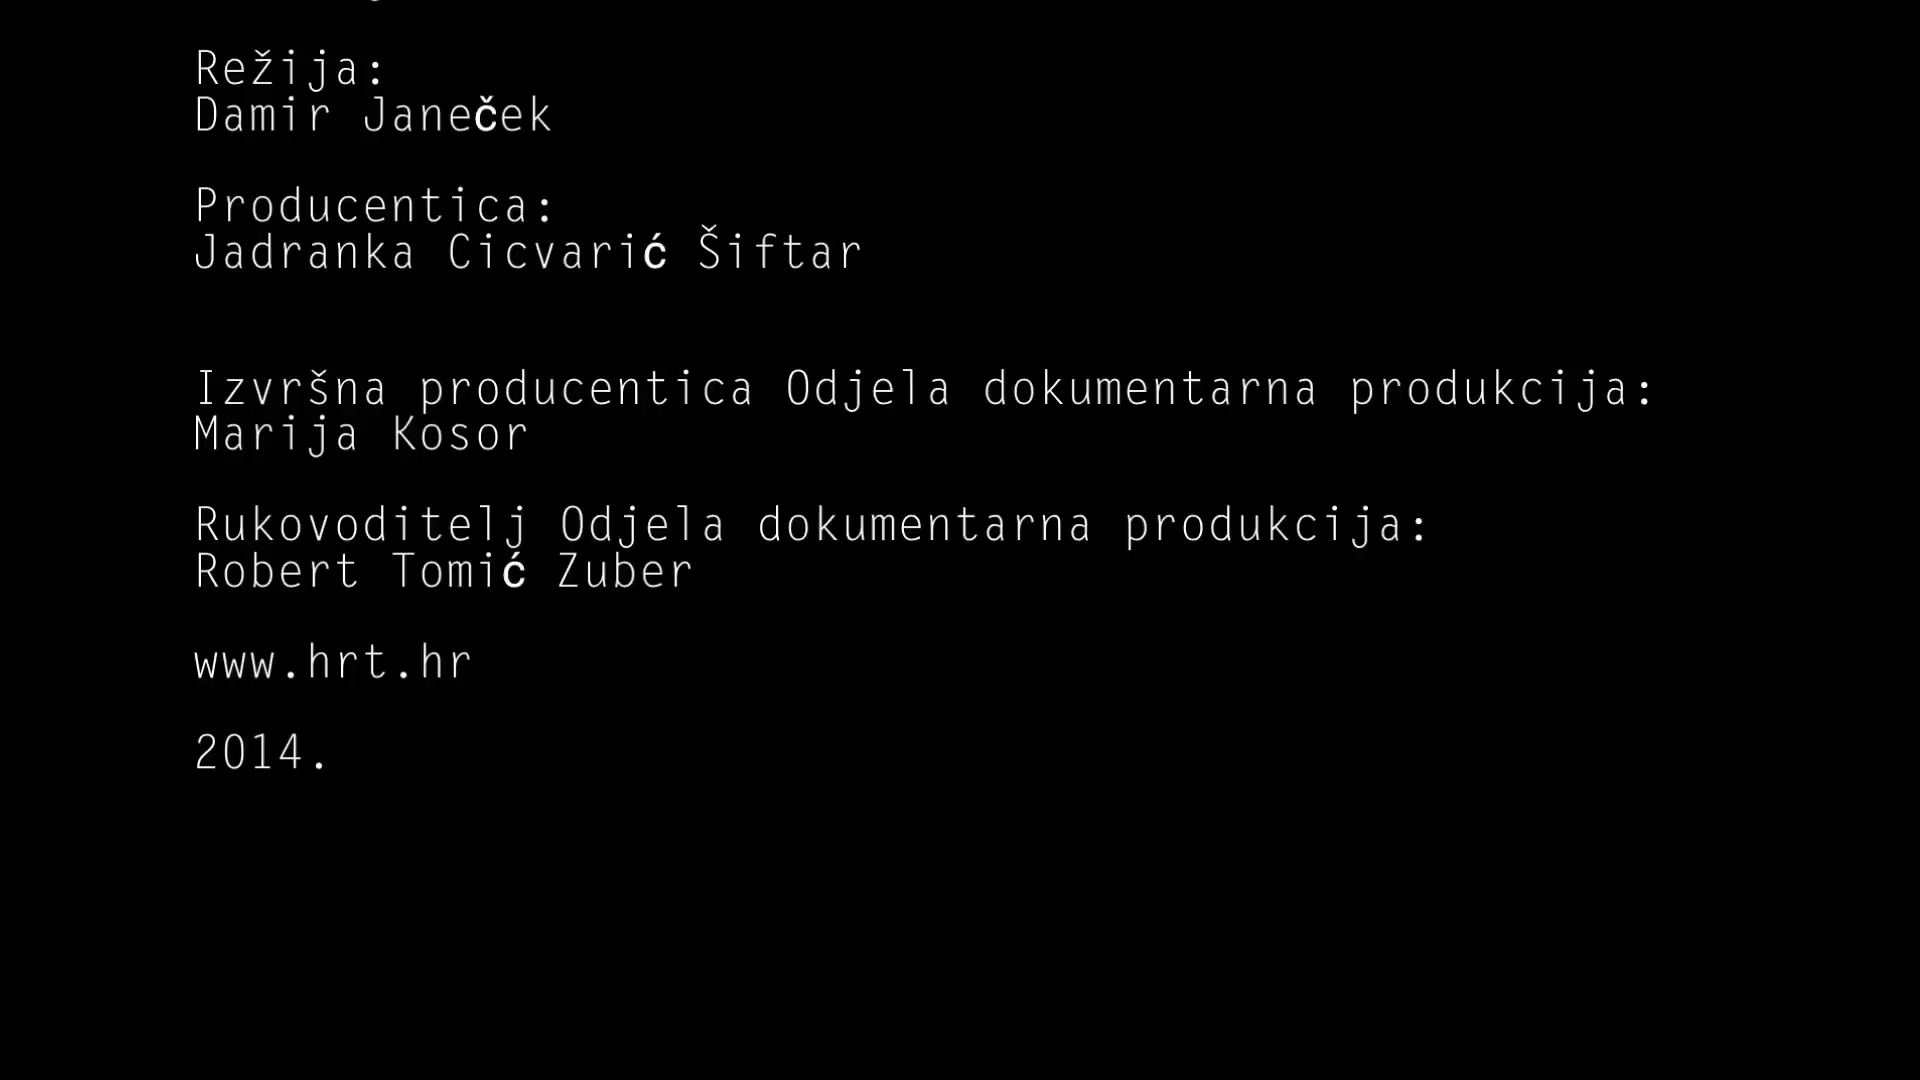 Režija:
Damir Janeček
Producentica:
Jadranka Cicvarić Šiftar
Izvršna producentica Odjela dokumentarna produkcija:
Marija Kosor
Rukovoditelj Odjela dokumentarna produkcija:
Robert Tomić Zuber
www.hrt.hr
2014.